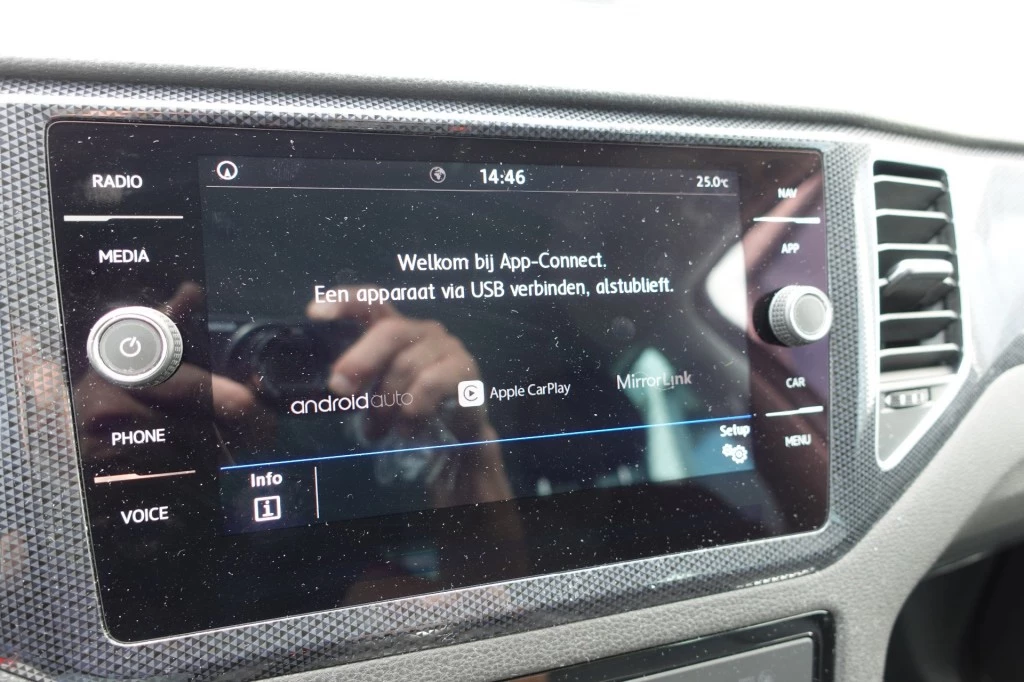 RADIO
MEDIA
PHONE
VOICE
14:46
25.0°C
Welkom bij App-Connect.
Een apparaat via USB verbinden, alstublieft.
androidauto
Apple CarPlay
MirrorLink
Setup
Info
i
NAV
APP
CAR
MENU